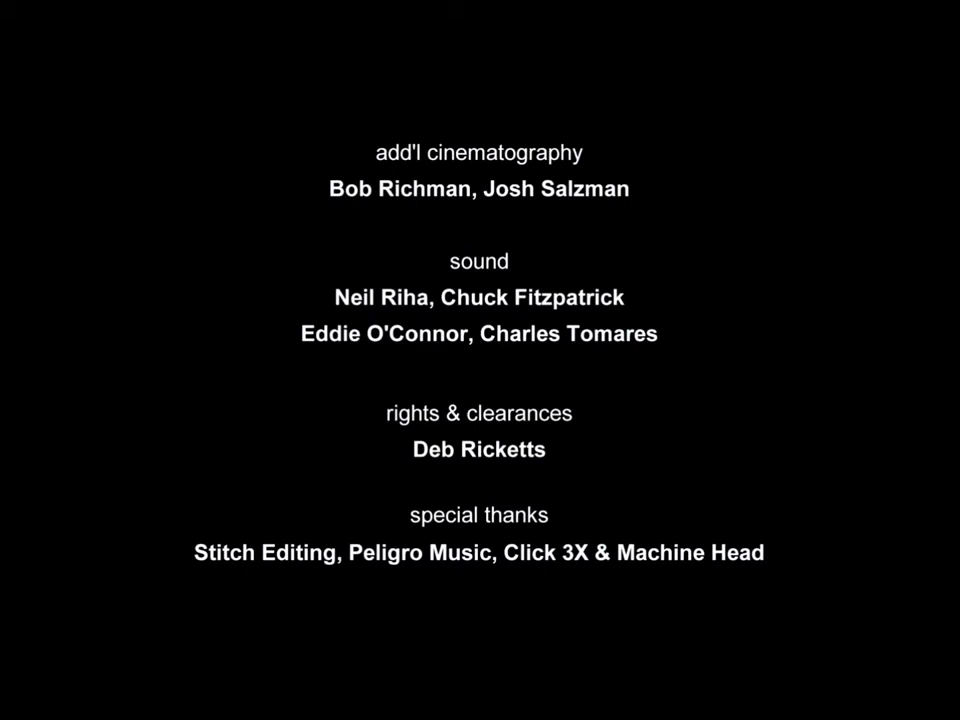 add'l cinematography
Bob Richman, Josh Salzman
sound
Neil Riha, Chuck Fitzpatrick
Eddie O'Connor, Charles Tomares
rights & clearances
Deb Ricketts
special thanks
Stitch Editing, Peligro Music, Click 3X & Machine Head